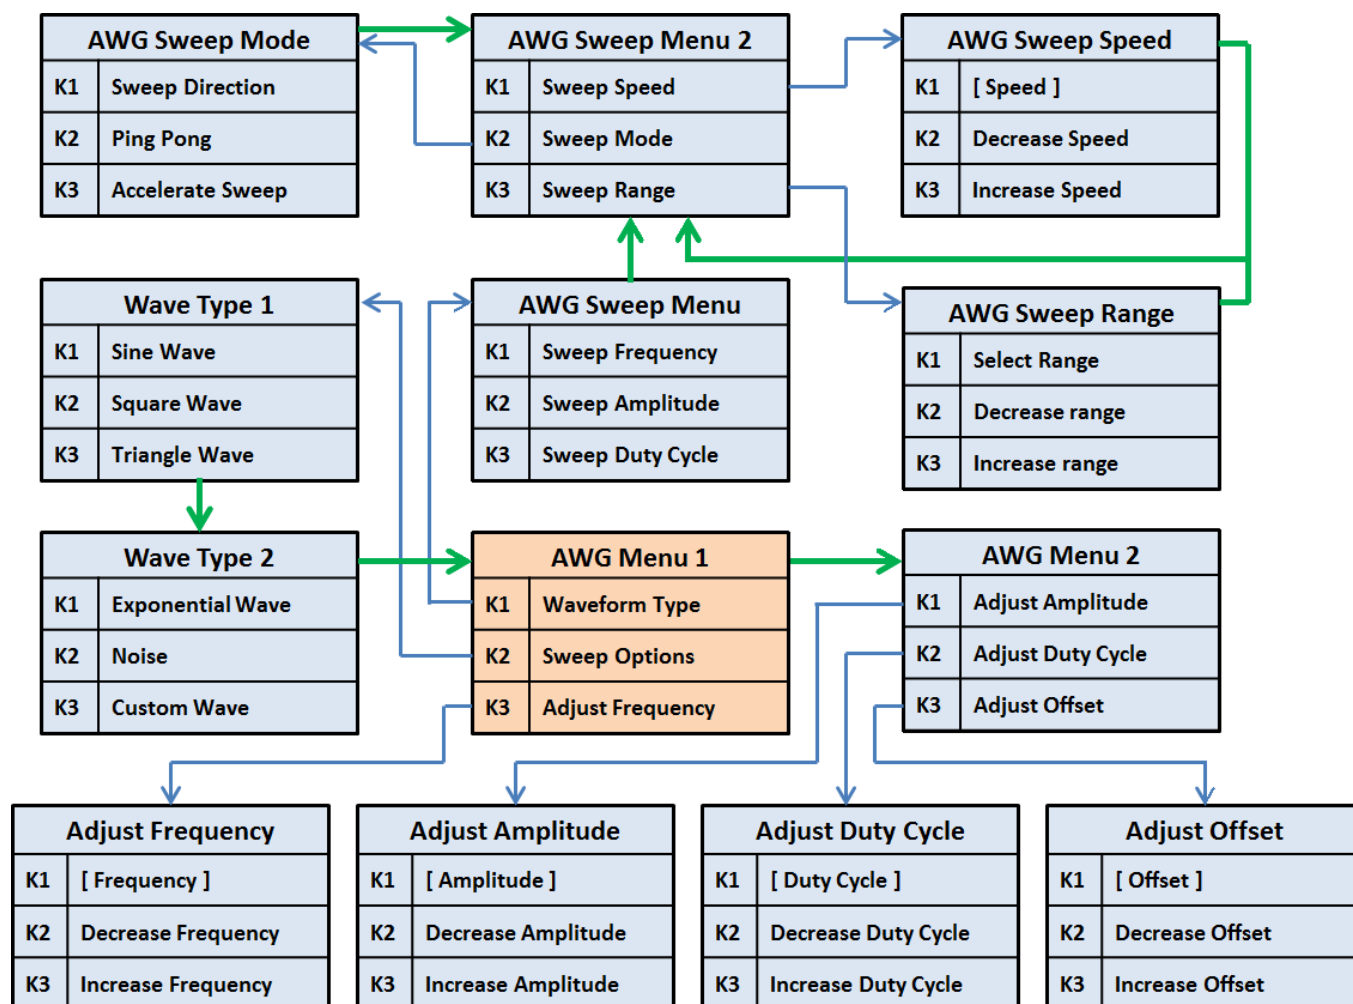 AWG Sweep Mode
K1 Sweep Direction
K2 Ping Pong
K3 Accelerate Sweep
AWG Sweep Menu 2
K1 Sweep Speed
K2 Sweep Mode
K3 Sweep Range
AWG Sweep Speed
K1 [ Speed ]
K2 Decrease Speed
K3 Increase Speed
Wave Type 1
K1 Sine Wave
K2 Square Wave
K3 Triangle Wave
AWG Sweep Menu
K1 Sweep Frequency
K2 Sweep Amplitude
K3 Sweep Duty Cycle
AWG Sweep Range
K1 Select Range
K2 Decrease range
K3 Increase range
Wave Type 2
K1 Exponential Wave
K2 Noise
K3 Custom Wave
AWG Menu 1
K1 Waveform Type
K2 Sweep Options
K3 Adjust Frequency
AWG Menu 2
K1 Adjust Amplitude
K2 Adjust Duty Cycle
K3 Adjust Offset
Adjust Frequency
K1 [ Frequency ]
K2 Decrease Frequency
K3 Increase Frequency
Adjust Amplitude
K1 [ Amplitude ]
K2 Decrease Amplitude
K3 Increase Amplitude
Adjust Duty Cycle
K1 [ Duty Cycle ]
K2 Decrease Duty Cycle
K3 Increase Duty Cycle
Adjust Offset
K1 [ Offset ]
K2 Decrease Offset
K3 Increase Offset